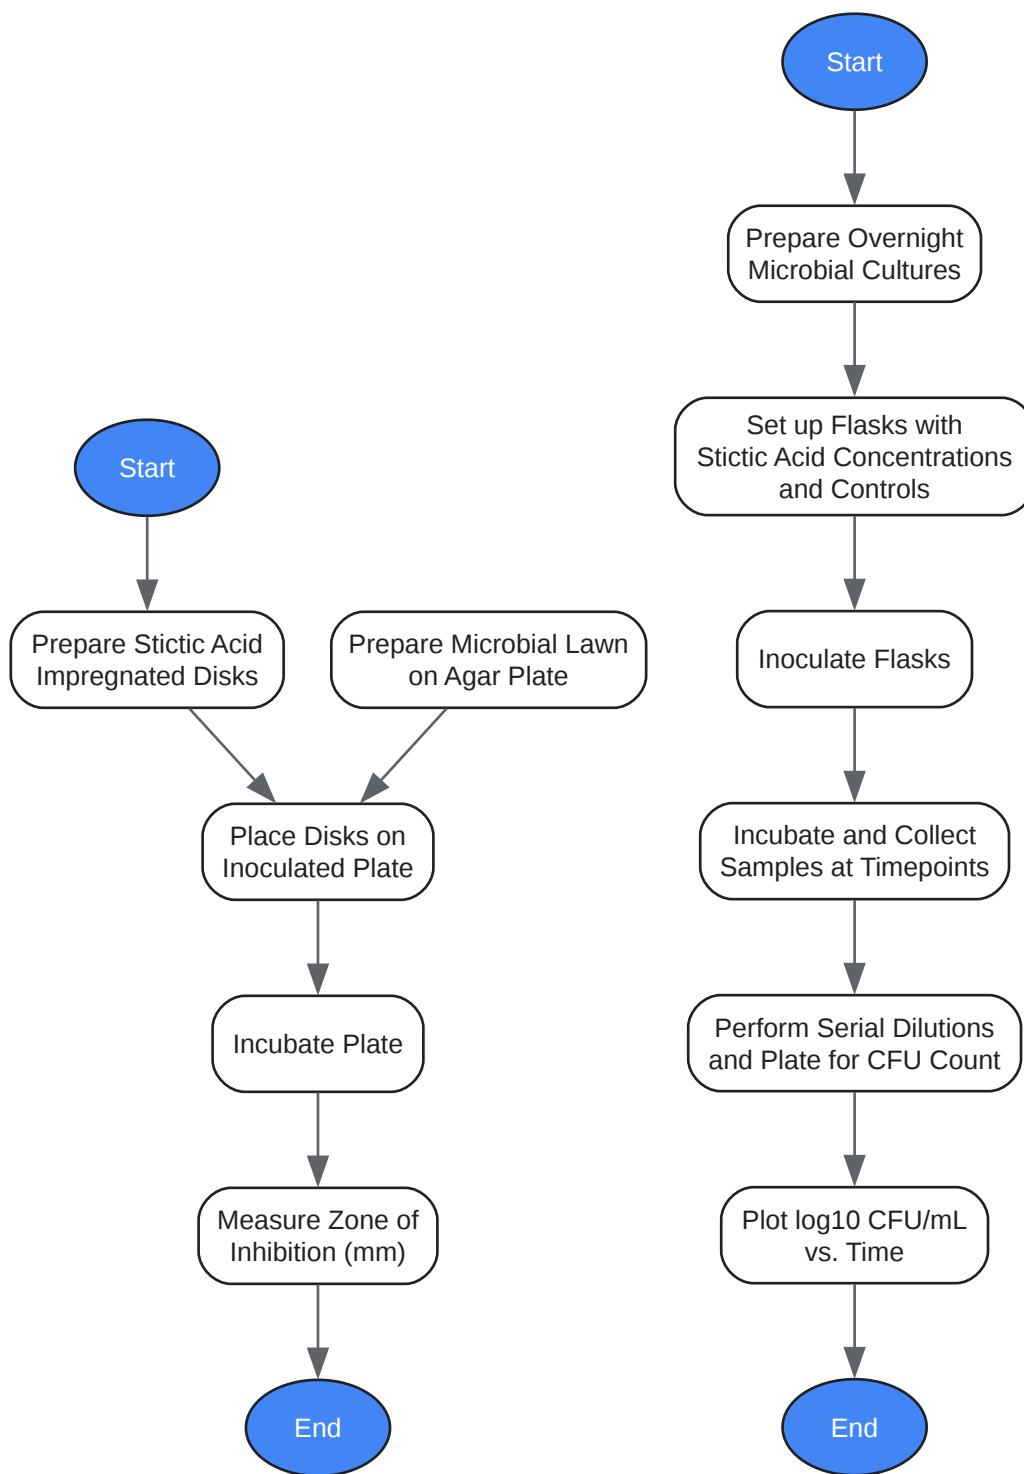 Start
Prepare Stictic Acid
Impregnated Disks
Prepare Microbial Lawn
on Agar Plate
Place Disks on
Inoculated Plate
Incubate Plate
Measure Zone of
Inhibition (mm)
End
Start
Prepare Overnight
Microbial Cultures
Set up Flasks with
Stictic Acid Concentrations
and Controls
Inoculate Flasks
Incubate and Collect
Samples at Timepoints
Perform Serial Dilutions
and Plate for CFU Count
Plot log10 CFU/mL
vs. Time
End